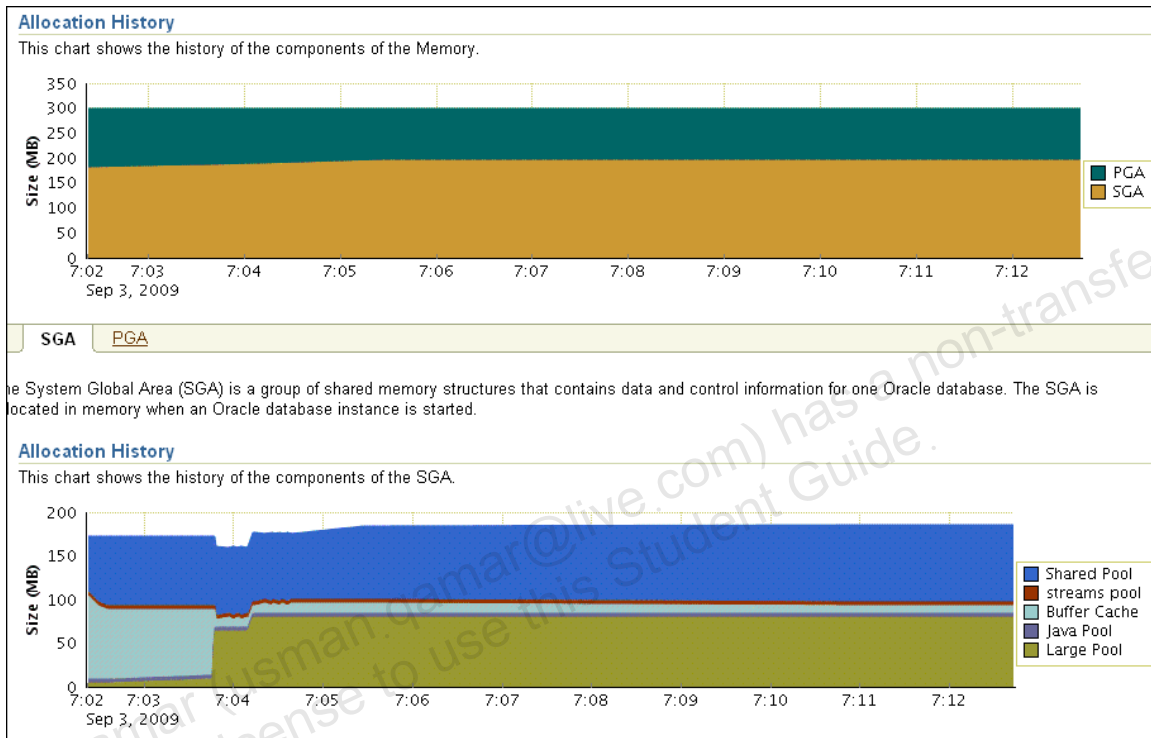 Allocation History
This chart shows the history of the components of the Memory.
Size (MB)
350
300
250
200
150
100
50
0
7:02 7:03 7:04 7:05 7:06 7:07 7:08 7:09 7:10 7:11 7:12
Sep 3, 2009
PGA
SGA
SGA PGA
he System Global Area (SGA) is a group of shared memory structures that contains data and control information for one Oracle database. The SGA is
located in memory when an Oracle database instance is started.
Allocation History
This chart shows the history of the components of the SGA.
Size (MB)
200
150
100
50
0
7:02 7:03 7:04 7:05 7:06 7:07 7:08 7:09 7:10 7:11 7:12
Sep 3, 2009
Shared Pool
streams pool
Buffer Cache
Java Pool
Large Pool
mar (usman.qamar@live.com) has a non-transfe
ense to use this Student Guide.